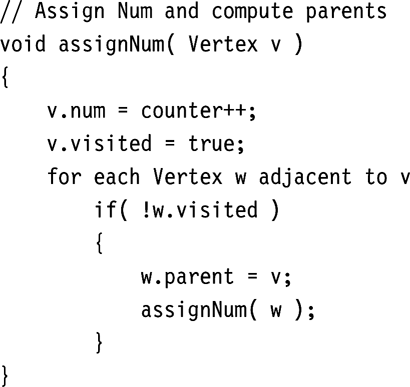 // Assign Num and compute parents
void assignNum( Vertex v )
{
    v.num = counter++;
    v.visited = true;
    for each Vertex w adjacent to v
        if( !w.visited )
        {
            w.parent = v;
            assignNum( w );
        }
}